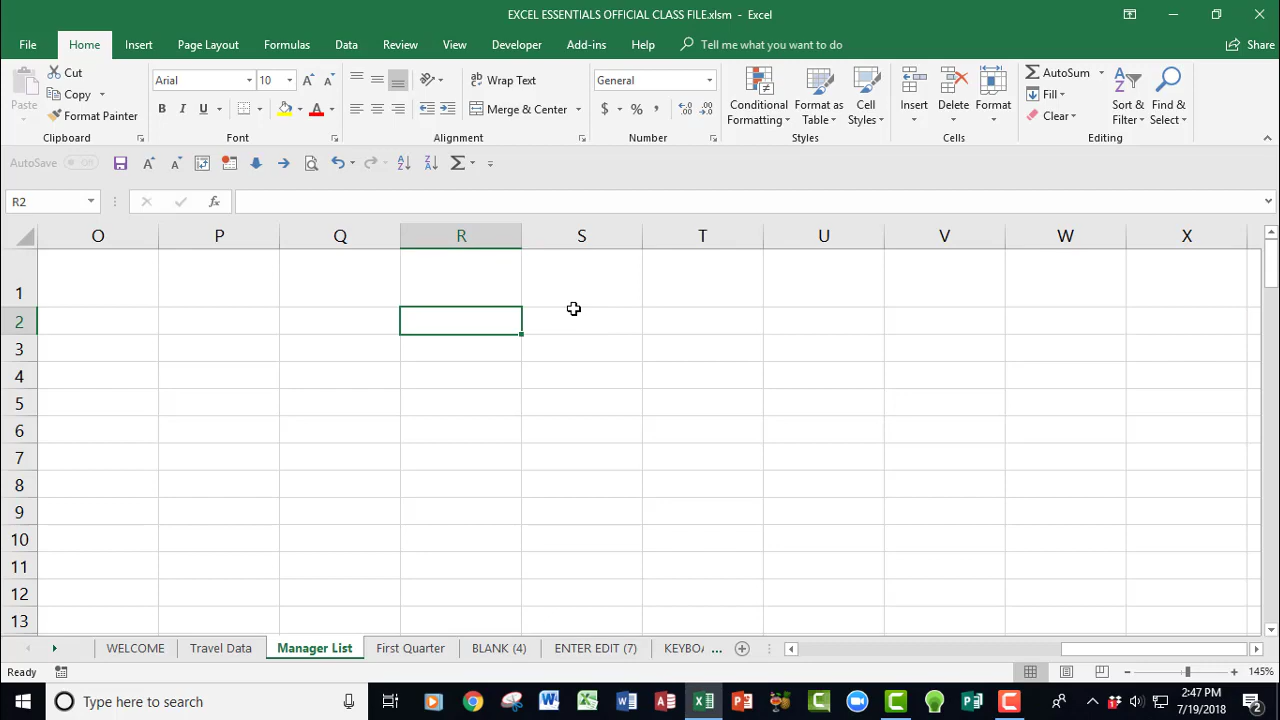 EXCEL ESSENTIALS OFFICIAL CLASS FILE.xlsm - Excel
File Home Insert Page Layout Formulas Data Review View Developer Add-ins Help Tell me what you want to do Share
Paste
Cut
Copy
Format Painter
Clipboard
Arial 10
B I U A
Font
Wrap Text
Merge & Center
Alignment
General
$ % ,
Number
Conditional Formatting
Format as Table
Cell Styles
Styles
Insert
Delete
Format
Cells
AutoSum
Fill
Clear
Sort & Filter
Find & Select
Editing
AutoSave Off
R2 fx
O P Q R S T U V W X
1
2
3
4
5
6
7
8
9
10
11
12
13
WELCOME Travel Data Manager List First Quarter BLANK (4) ENTER EDIT (7) KEYBOA ...
Ready 145%
Type here to search 2:47 PM
7/19/2018 2